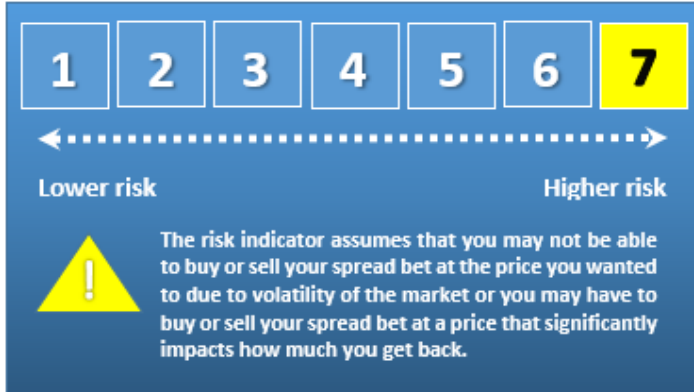 1 2 3 4 5 6 7
Lower risk Higher risk
!
The risk indicator assumes that you may not be able
to buy or sell your spread bet at the price you wanted
to due to volatility of the market or you may have to
buy or sell your spread bet at a price that significantly
impacts how much you get back.